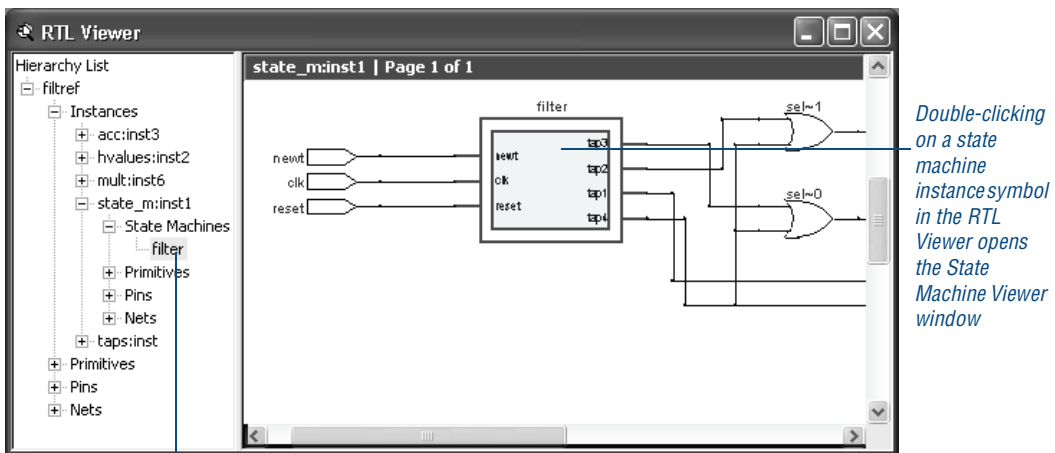 RTL Viewer
Hierarchy List
filtref
Instances
acc:inst3
hvalues:inst2
mult:inst6
state_m:inst1
State Machines
filter
Primitives
Pins
Nets
taps:inst
Primitives
Pins
Nets
state_m:inst1 | Page 1 of 1
filter
newt
clk
reset
newt
clk
reset
tap3
tap2
tap1
tap4
sel~1
sel~0
Double-clicking
on a state
machine
instance symbol
in the RTL
Viewer opens
the State
Machine Viewer
window